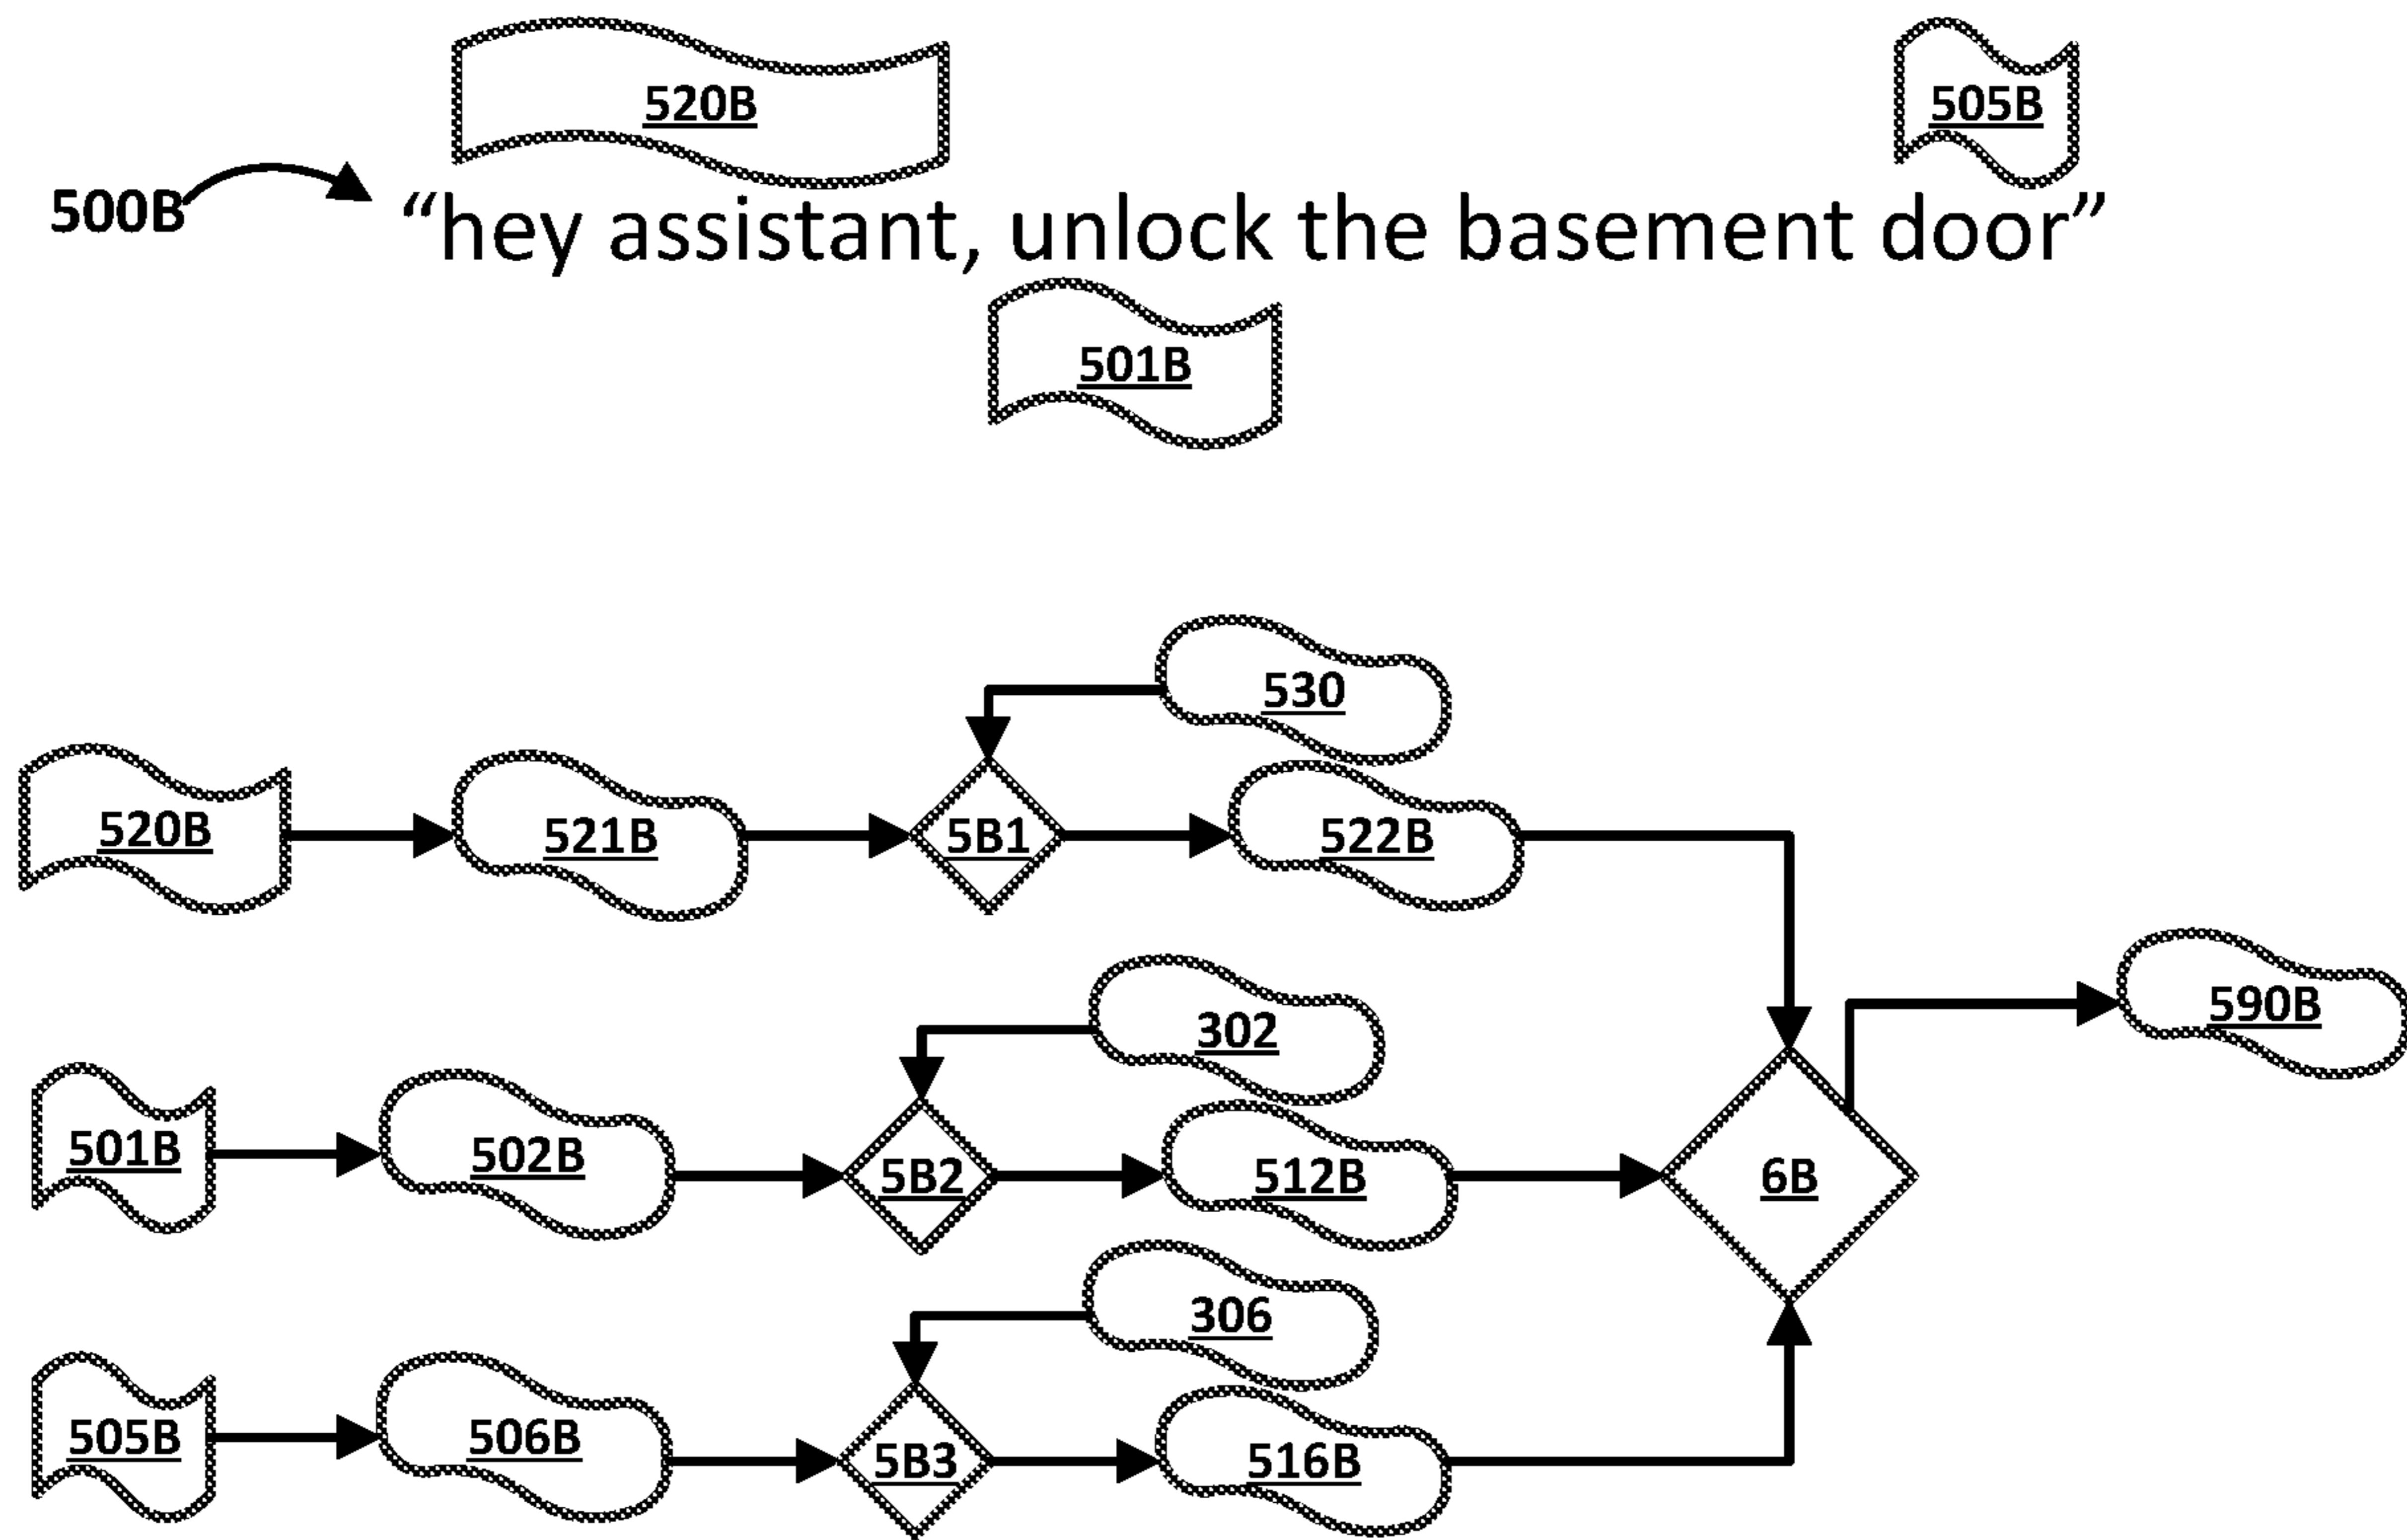 520B 505B
500B “hey assistant, unlock the basement door”
501B
530
520B 521B 5B1 522B
590B
302
501B 502B 5B2 512B 6B
306
505B 506B 5B3 516B